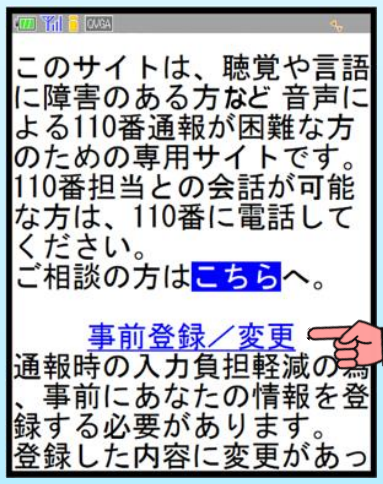 QVGA
このサイトは、聴覚や言語
に障害のある方など 音声に
よる110番通報が困難な方
のための専用サイトです。
110番担当との会話が可能
な方は、110番に電話して
ください。
ご相談の方はこちらへ。
事前登録／変更
通報時の入力負担軽減の為
、事前にあなたの情報を登
録する必要があります。
登録した内容に変更があっ